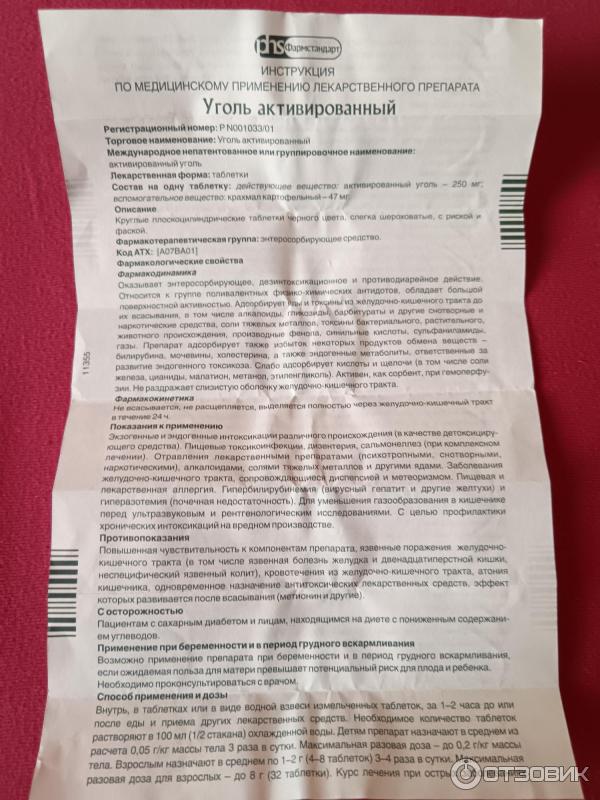 phs Фармстандарт
ИНСТРУКЦИЯ
ПО МЕДИЦИНСКОМУ ПРИМЕНЕНИЮ ЛЕКАРСТВЕННОГО ПРЕПАРАТА
Уголь активированный
Регистрационный номер: P N001033/01
Торговое наименование: Уголь активированный
Международное непатентованное или группировочное наименование:
активированный уголь
Лекарственная форма: таблетки
Состав на одну таблетку: действующее вещество: активированный уголь – 250 мг;
вспомогательное вещество: крахмал картофельный – 47 мг.
Описание
Круглые плоскоцилиндрические таблетки черного цвета, слегка шероховатые, с риской и
фаской.
Фармакотерапевтическая группа: энтеросорбирующее средство.
Код АТХ: [A07BA01]
Фармакологические свойства
Фармакодинамика
Оказывает энтеросорбирующее, дезинтоксикационное и противодиарейное действие.
Относится к группе поливалентных физико-химических антидотов, обладает большой
поверхностной активностью. Адсорбирует яды и токсины из желудочно-кишечного тракта до
их всасывания, в том числе алкалоиды, гликозиды, барбитураты и другие снотворные и
наркотические средства, соли тяжелых металлов, токсины бактериального, растительного,
животного происхождения, производные фенола, синильной кислоты, сульфаниламиды,
газы. Препарат адсорбирует также избыток некоторых продуктов обмена веществ –
билирубина, мочевины, холестерина, а также эндогенные метаболиты, ответственные за
развитие эндогенного токсикоза. Слабо адсорбирует кислоты и щелочи (в том числе соли
железа, цианиды, малатион, метанол, этиленгликоль). Активен, как сорбент, при гемоперфу-
зии. Не раздражает слизистую оболочку желудочно-кишечного тракта.
Фармакокинетика
Не всасывается, не расщепляется, выделяется полностью через желудочно-кишечный тракт
в течение 24 ч.
Показания к применению
Экзогенные и эндогенные интоксикации различного происхождения (в качестве детоксициру-
ющего средства). Пищевые токсикоинфекции, дизентерия, сальмонеллез (при комплексном
лечении). Отравления лекарственными препаратами (психотропными, снотворными,
наркотическими), алкалоидами, солями тяжелых металлов и другими ядами. Заболевания
желудочно-кишечного тракта, сопровождающиеся диспепсией и метеоризмом. Пищевая и
лекарственная аллергия. Гипербилирубинемия (вирусный гепатит и другие желтухи) и
гиперазотемия (почечная недостаточность). Для уменьшения газообразования в кишечнике
перед ультразвуковым и рентгенологическим исследованиями. С целью профилактики
хронических интоксикаций на вредном производстве.
Противопоказания
Повышенная чувствительность к компонентам препарата, язвенные поражения желудочно-
кишечного тракта (в том числе язвенная болезнь желудка и двенадцатиперстной кишки,
неспецифический язвенный колит), кровотечения из желудочно-кишечного тракта, атония
кишечника, одновременное назначение антитоксических лекарственных средств, эффект
которых развивается после всасывания (метионин и другие).
С осторожностью
Пациентам с сахарным диабетом и лицам, находящимся на диете с пониженным содержани-
ем углеводов.
Применение при беременности и в период грудного вскармливания
Возможно применение препарата при беременности и в период грудного вскармливания,
если ожидаемая польза для матери превышает потенциальный риск для плода и ребенка.
Необходимо проконсультироваться с врачом.
Способ применения и дозы
Внутрь, в таблетках или в виде водной взвеси измельченных таблеток, за 1–2 часа до или
после еды и приема других лекарственных средств. Необходимое количество таблеток
растворяют в 100 мл (1/2 стакана) охлажденной воды. Детям препарат назначают в среднем из
расчета 0,05 г/кг массы тела 3 раза в сутки. Максимальная разовая доза – до 0,2 г/кг массы
тела. Взрослым назначают в среднем по 1–2 г (4–8 таблеток) 3–4 раза в сутки. Максимальная
разовая доза для взрослых – до 8 г (32 таблетки). Курс лечения при острых
11355
ОТЗОВИК